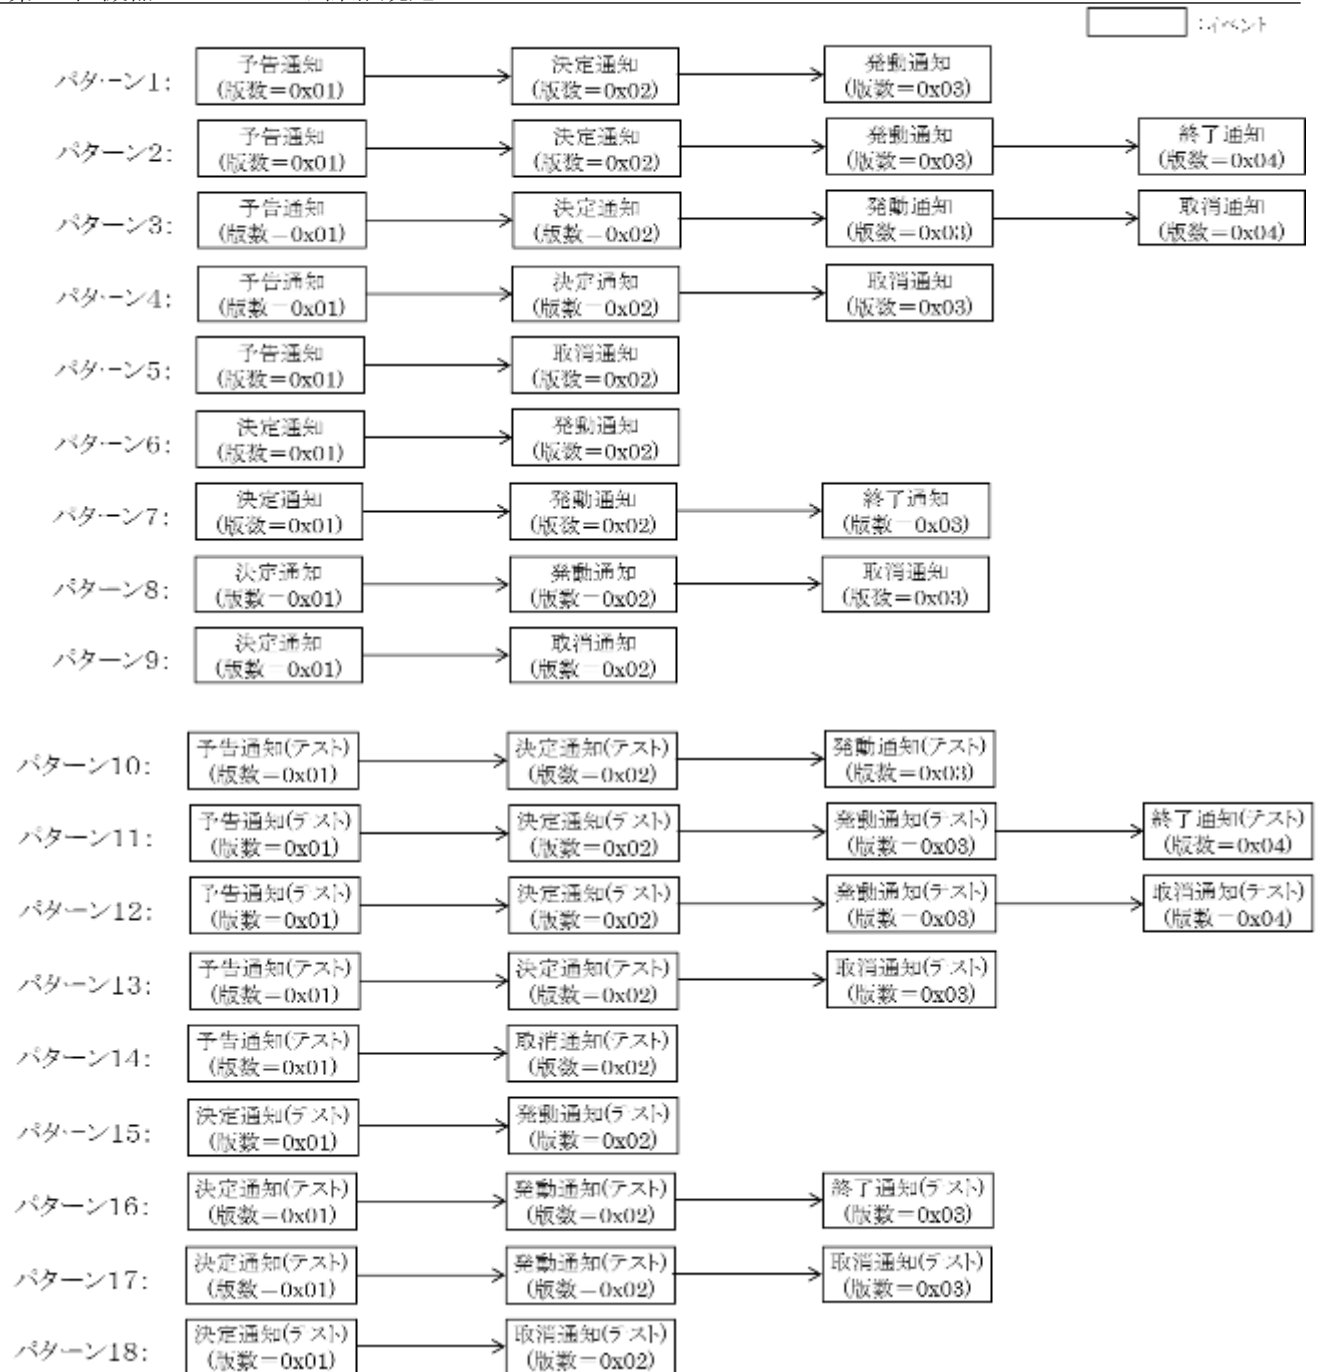 :イベント
パターン1:
予告通知
(版数=0x01)
決定通知
(版数=0x02)
発動通知
(版数=0x03)
パターン2:
予告通知
(版数=0x01)
決定通知
(版数=0x02)
発動通知
(版数=0x03)
終了通知
(版数=0x04)
パターン3:
予告通知
(版数=0x01)
決定通知
(版数=0x02)
発動通知
(版数=0x03)
取消通知
(版数=0x04)
パターン4:
予告通知
(版数=0x01)
決定通知
(版数=0x02)
取消通知
(版数=0x03)
パターン5:
予告通知
(版数=0x01)
取消通知
(版数=0x02)
パターン6:
決定通知
(版数=0x01)
発動通知
(版数=0x02)
パターン7:
決定通知
(版数=0x01)
発動通知
(版数=0x02)
終了通知
(版数=0x03)
パターン8:
決定通知
(版数=0x01)
発動通知
(版数=0x02)
取消通知
(版数=0x03)
パターン9:
決定通知
(版数=0x01)
取消通知
(版数=0x02)
パターン10:
予告通知(テスト)
(版数=0x01)
決定通知(テスト)
(版数=0x02)
発動通知(テスト)
(版数=0x03)
パターン11:
予告通知(テスト)
(版数=0x01)
決定通知(テスト)
(版数=0x02)
発動通知(テスト)
(版数=0x03)
終了通知(テスト)
(版数=0x04)
パターン12:
予告通知(テスト)
(版数=0x01)
決定通知(テスト)
(版数=0x02)
発動通知(テスト)
(版数=0x03)
取消通知(テスト)
(版数=0x04)
パターン13:
予告通知(テスト)
(版数=0x01)
決定通知(テスト)
(版数=0x02)
取消通知(テスト)
(版数=0x03)
パターン14:
予告通知(テスト)
(版数=0x01)
取消通知(テスト)
(版数=0x02)
パターン15:
決定通知(テスト)
(版数=0x01)
発動通知(テスト)
(版数=0x02)
パターン16:
決定通知(テスト)
(版数=0x01)
発動通知(テスト)
(版数=0x02)
終了通知(テスト)
(版数=0x03)
パターン17:
決定通知(テスト)
(版数=0x01)
発動通知(テスト)
(版数=0x02)
取消通知(テスト)
(版数=0x03)
パターン18:
決定通知(テスト)
(版数=0x01)
取消通知(テスト)
(版数=0x02)